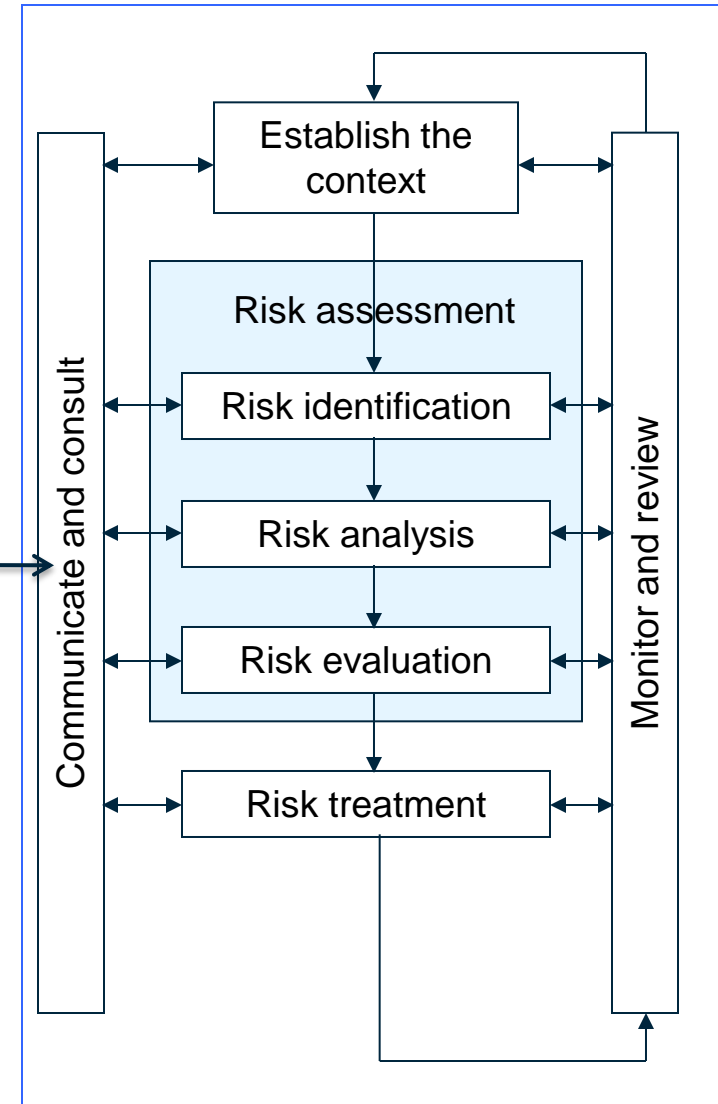 Establish the
context
Risk assessment
Risk identification
Risk analysis
Risk evaluation
Risk treatment
Communicate and consult
Monitor and review